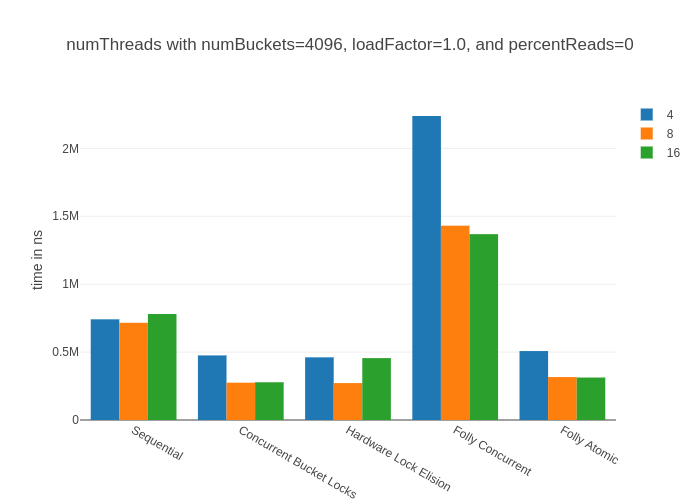 numThreads with numBuckets=4096, loadFactor=1.0, and percentReads=0
4
8
16
time in ns
2M
1.5M
1M
0.5M
0
Sequential
Concurrent Bucket Locks
Hardware Lock Elision
Folly Concurrent
Folly Atomic